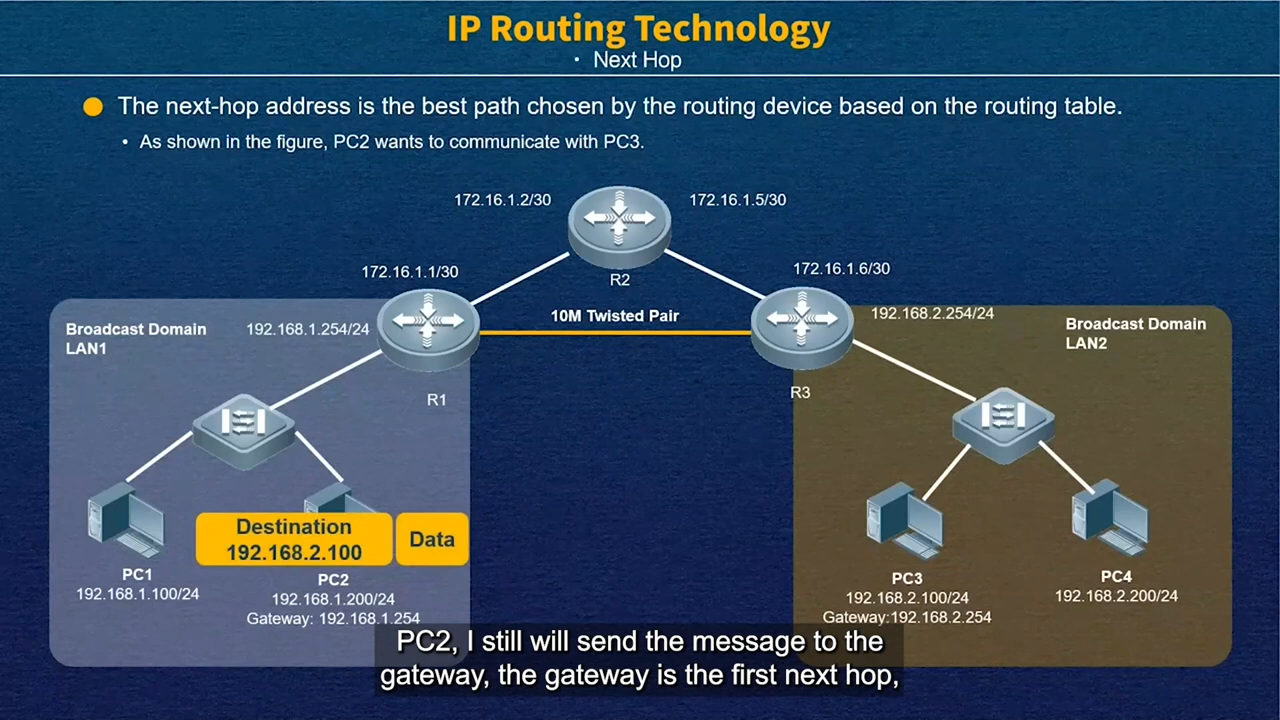 IP Routing Technology
• Next Hop
The next-hop address is the best path chosen by the routing device based on the routing table.
• As shown in the figure, PC2 wants to communicate with PC3.
172.16.1.2/30
172.16.1.5/30
R2
172.16.1.1/30
172.16.1.6/30
10M Twisted Pair
Broadcast Domain
LAN1
192.168.1.254/24
192.168.2.254/24
Broadcast Domain
LAN2
R1
R3
Destination
192.168.2.100
Data
PC1
192.168.1.100/24
PC2
192.168.1.200/24
Gateway: 192.168.1.254
PC3
192.168.2.100/24
Gateway:192.168.2.254
PC4
192.168.2.200/24
PC2, I still will send the message to the
gateway, the gateway is the first next hop,